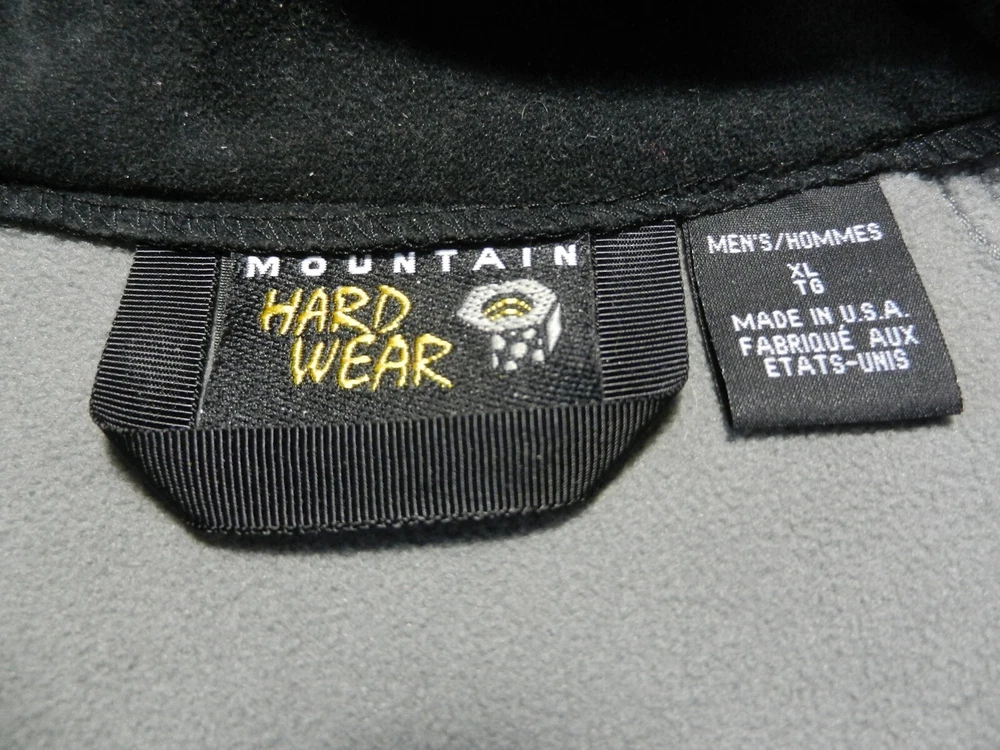 MOUNTAIN
HARD
WEAR
MEN'S/HOMMES
XL
TG
MADE IN U.S.A.
FABRIQUÉ AUX
ETATS-UNIS